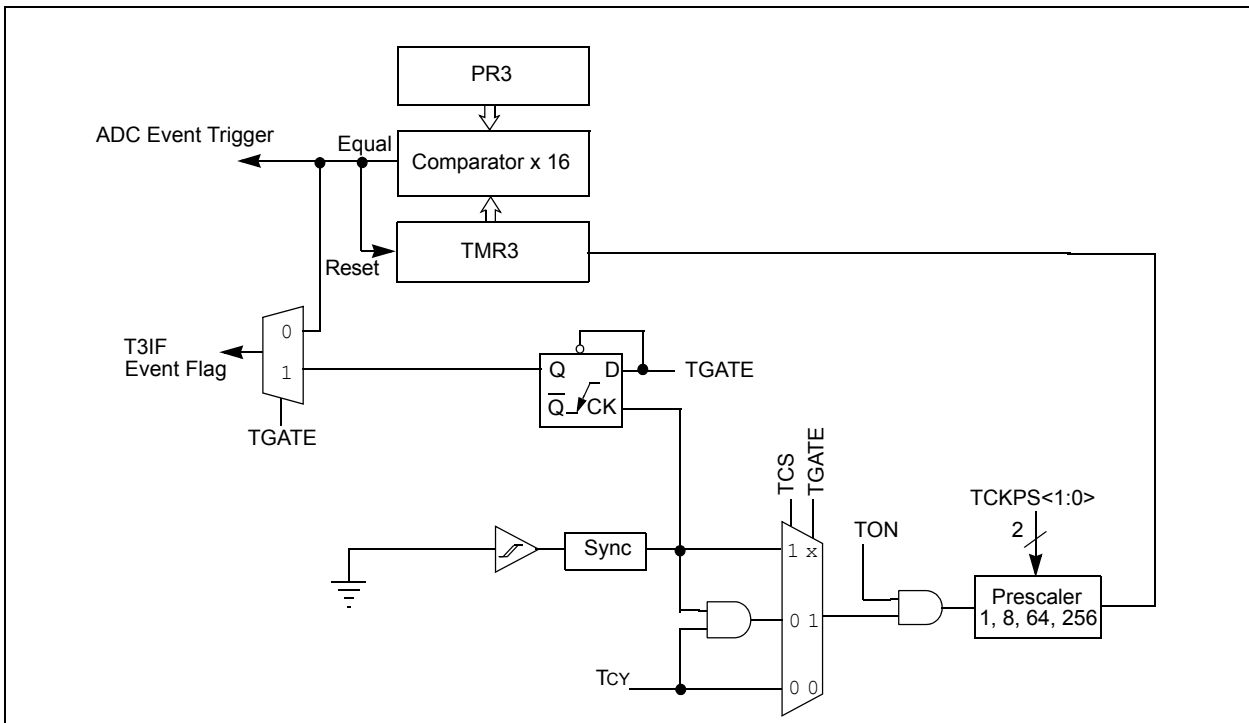 PR3
ADC Event Trigger
Equal
Comparator x 16
TMR3
Reset
0
T3IF
Event Flag
1
TGATE
Q
D
TGATE
Q̅
CK
TCS
TGATE
TCKPS<1:0>
2
TON
Sync
1 x
Prescaler
1, 8, 64, 256
0 1
TCY
0 0